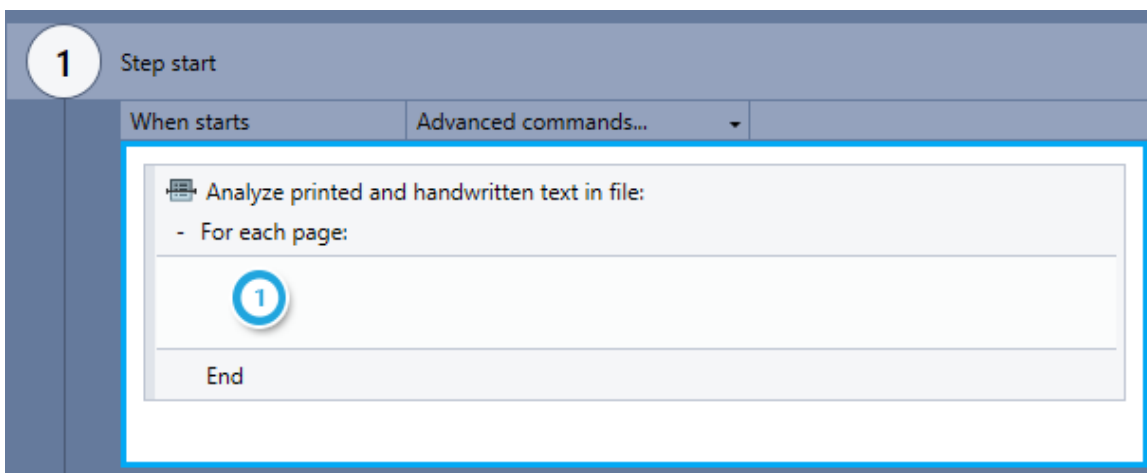 1 Step start
When starts Advanced commands...
Analyze printed and handwritten text in file:
- For each page:
1
End